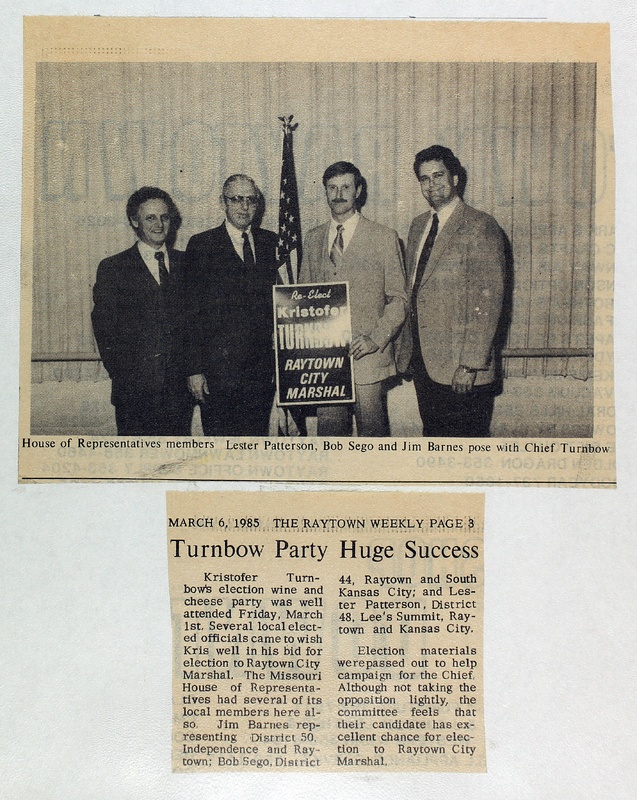 Re-Elect
Kristofer
TURNBOW
RAYTOWN
CITY
MARSHAL
House of Representatives members Lester Patterson, Bob Sego and Jim Barnes pose with Chief Turnbow
MARCH 6, 1985 THE RAYTOWN WEEKLY PAGE 3
Turnbow Party Huge Success
Kristofer Turn-
bow's election wine and
cheese party was well
attended Friday, March
1st. Several local elect-
ed officials came to wish
Kris well in his bid for
election to Raytown City
Marshal. The Missouri
House of Representa-
tives had several of its
local members here al-
so. Jim Barnes rep-
resenting District 50,
Independence and Ray-
town; Bob Sego, District
44, Raytown and South
Kansas City; and Les-
ter Patterson, District
48, Lee's Summit, Ray-
town and Kansas City.
Election materials
were passed out to help
campaign for the Chief.
Although not taking the
opposition lightly, the
committee feels that
their candidate has ex-
cellent chance for elec-
tion to Raytown City
Marshal.